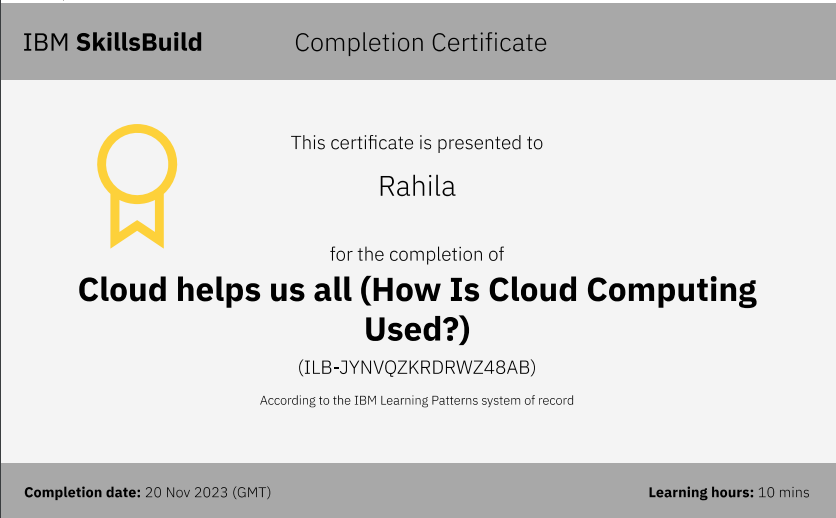 IBM SkillsBuild
Completion Certificate
This certificate is presented to
Rahila
for the completion of
Cloud helps us all (How Is Cloud Computing
Used?)
(ILB-JYNVQZKRDRWZ48AB)
According to the IBM Learning Patterns system of record
Completion date: 20 Nov 2023 (GMT)
Learning hours: 10 mins